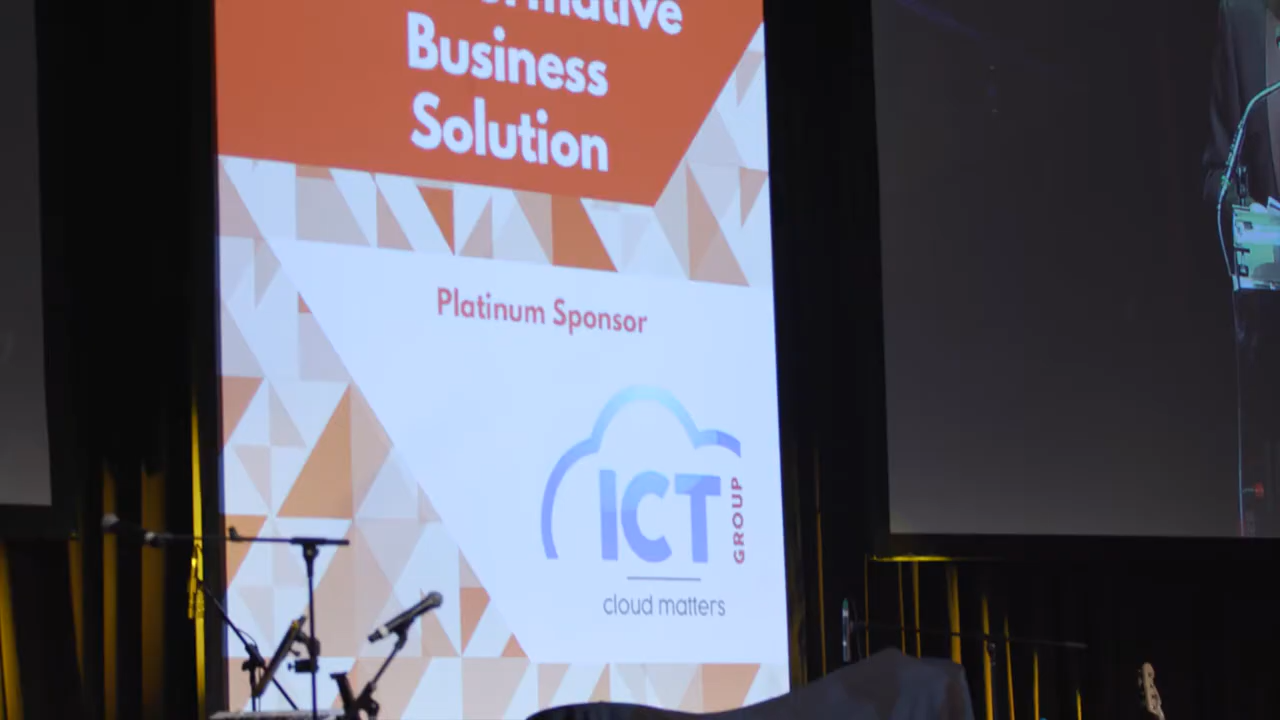 Business
Solution
Platinum Sponsor
ICT
GROUP
cloud matters